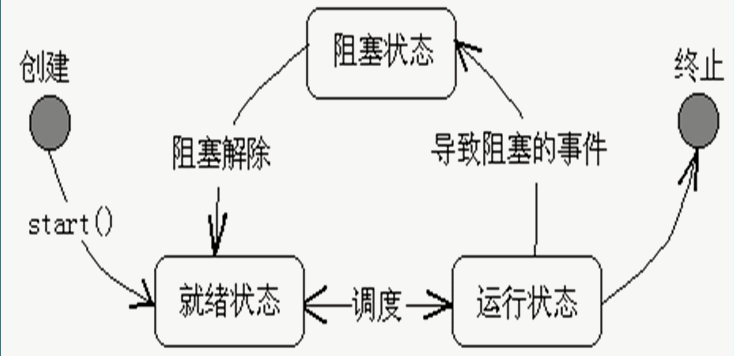 阻塞状态
创建
终止
阻塞解除
导致阻塞的事件
start()
就绪状态
调度
运行状态